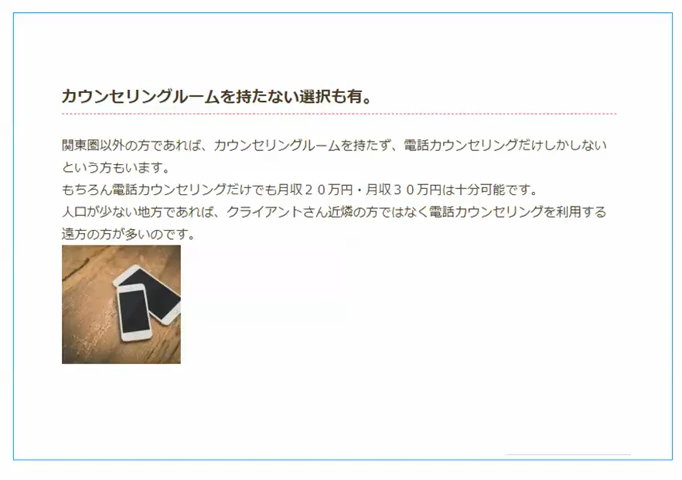 カウンセリングルームを持たない選択も有。
関東圏以外の方であれば、カウンセリングルームを持たず、電話カウンセリングだけしかしない
という方もいます。
もちろん電話カウンセリングだけでも月収２０万円・月収３０万円は十分可能です。
人口が少ない地方であれば、クライアントさん近隣の方ではなく電話カウンセリングを利用する
遠方の方が多いのです。